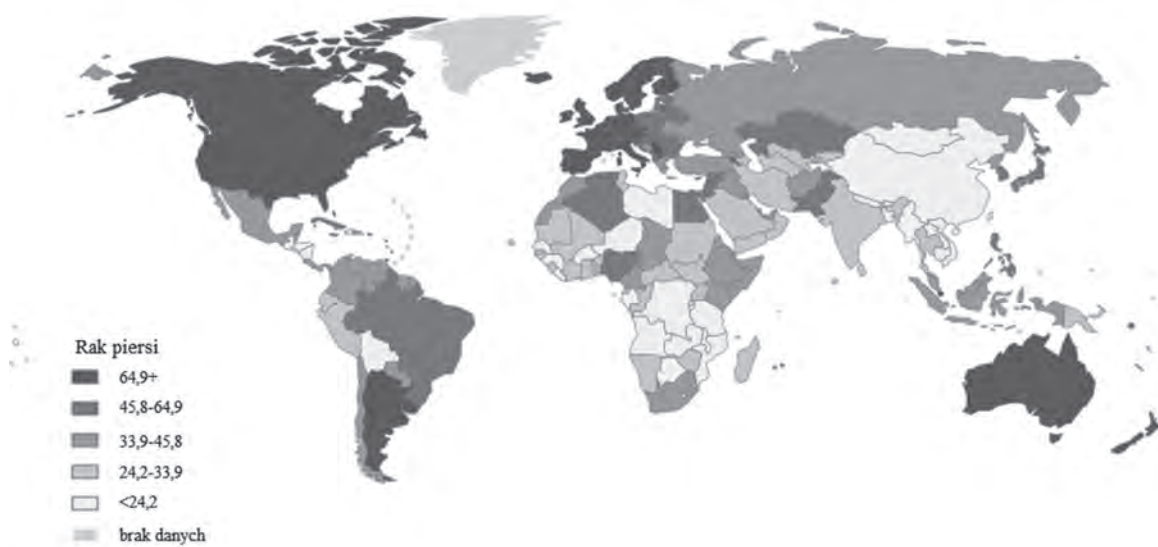 Rak piersi
64,9+
45,8-64,9
33,9-45,8
24,2-33,9
<24,2
brak danych